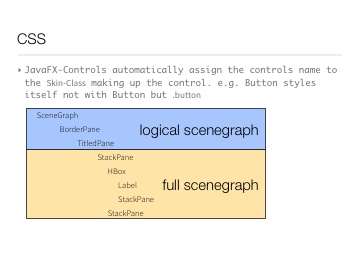 CSS
‣ JavaFX-Controls automatically assign the controls name to
the Skin-Class making up the control. e.g. Button styles
itself not with Button but .button
SceneGraph
BorderPane
logical scenegraph
TitledPane
StackPane
HBox
Label
full scenegraph
StackPane
StackPane